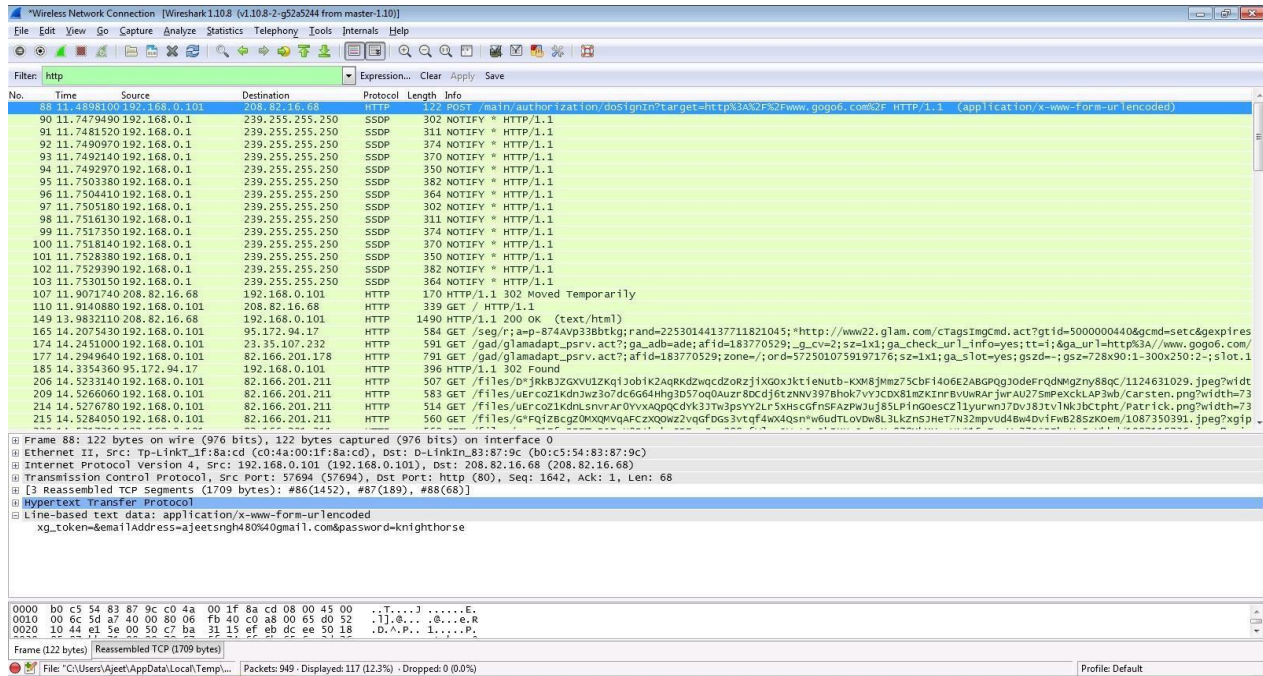 *Wireless Network Connection [Wireshark 1.10.8 (v1.10.8-2-g52a5244 from master-1.10)]
File Edit View Go Capture Analyze Statistics Telephony Tools Internals Help
Filter: http Expression... Clear Apply Save
No. Time Source Destination Protocol Length Info
88 11.4898100 192.168.0.101 208.82.16.68 HTTP 122 POST /main/authorization/doSignIn?target=http%3A%2F%2Fwww.gogo6.com%2F HTTP/1.1 (application/x-www-form-urlencoded)
90 11.7479490 192.168.0.1 239.255.255.250 SSDP 302 NOTIFY * HTTP/1.1
91 11.7481520 192.168.0.1 239.255.255.250 SSDP 311 NOTIFY * HTTP/1.1
92 11.7490970 192.168.0.1 239.255.255.250 SSDP 374 NOTIFY * HTTP/1.1
93 11.7492140 192.168.0.1 239.255.255.250 SSDP 370 NOTIFY * HTTP/1.1
94 11.7492970 192.168.0.1 239.255.255.250 SSDP 350 NOTIFY * HTTP/1.1
95 11.7503380 192.168.0.1 239.255.255.250 SSDP 382 NOTIFY * HTTP/1.1
96 11.7504410 192.168.0.1 239.255.255.250 SSDP 364 NOTIFY * HTTP/1.1
97 11.7505180 192.168.0.1 239.255.255.250 SSDP 302 NOTIFY * HTTP/1.1
98 11.7516130 192.168.0.1 239.255.255.250 SSDP 311 NOTIFY * HTTP/1.1
99 11.7517350 192.168.0.1 239.255.255.250 SSDP 374 NOTIFY * HTTP/1.1
100 11.7518140 192.168.0.1 239.255.255.250 SSDP 370 NOTIFY * HTTP/1.1
101 11.7528380 192.168.0.1 239.255.255.250 SSDP 350 NOTIFY * HTTP/1.1
102 11.7529390 192.168.0.1 239.255.255.250 SSDP 382 NOTIFY * HTTP/1.1
103 11.7530150 192.168.0.1 239.255.255.250 SSDP 364 NOTIFY * HTTP/1.1
107 11.9071740 208.82.16.68 192.168.0.101 HTTP 170 HTTP/1.1 302 Moved Temporarily
110 11.9140880 192.168.0.101 208.82.16.68 HTTP 339 GET / HTTP/1.1
149 13.9832110 208.82.16.68 192.168.0.101 HTTP 1490 HTTP/1.1 200 OK (text/html)
165 14.2075430 192.168.0.101 95.172.94.17 HTTP 584 GET /seg/r;a=p-874AVp33Bbtkg;rand=22530144137711821045;*http://www22.glam.com/cTagsImgCmd.act?gtid=5000000440&gcmd=setc&gexpires
174 14.2451000 192.168.0.101 23.35.107.232 HTTP 591 GET /gad/glamadapt_psrv.act?;ga_adb=ade;afid=183770529;_g_cv=2;sz=1x1;ga_check_url_info=yes;tt=i;&ga_url=http%3A//www.gogo6.com/
177 14.2949640 192.168.0.101 82.166.201.178 HTTP 791 GET /gad/glamadapt_psrv.act?;afid=183770529;zone=/;ord=5725010759197176;sz=1x1;ga_slot=yes;gszd=-;gsz=728x90:1-300x250:2-;slot.1
185 14.3354360 95.172.94.17 192.168.0.101 HTTP 396 HTTP/1.1 302 Found
206 14.5233140 192.168.0.101 82.166.201.211 HTTP 507 GET
209 14.5266060 192.168.0.101 82.166.201.211 HTTP 583 GET
214 14.5276780 192.168.0.101 82.166.201.211 HTTP 514 GET
215 14.5284050 192.168.0.101 82.166.201.211 HTTP 560 GET
Frame 88: 122 bytes on wire (976 bits), 122 bytes captured (976 bits) on interface 0
Ethernet II, Src: Tp-LinkT_1f:8a:cd (c0:4a:00:1f:8a:cd), Dst: D-LinkIn_83:87:9c (b0:c5:54:83:87:9c)
Internet Protocol Version 4, Src: 192.168.0.101 (192.168.0.101), Dst: 208.82.16.68 (208.82.16.68)
Transmission Control Protocol, Src Port: 57694 (57694), Dst Port: http (80), Seq: 1642, Ack: 1, Len: 68
[3 Reassembled TCP Segments (1709 bytes): #86(1452), #87(189), #88(68)]
Hypertext Transfer Protocol
Line-based text data: application/x-www-form-urlencoded
xg_token=&emailAddress=ajeetsngh480%40gmail.com&password=knighthorse
0000 b0 c5 54 83 87 9c c0 4a 00 1f 8a cd 08 00 45 00 ..T....J ......E.
0010 00 6c 5d a7 40 00 80 06 fb 40 c0 a8 00 65 d0 52 .l].@... .@...e.R
0020 10 44 e1 5e 00 50 c7 ba 31 15 ef eb dc ee 50 18 .D.^.P.. 1.....P.
Frame (122 bytes) Reassembled TCP (1709 bytes)
File: "C:\Users\Ajeet\AppData\Local\Temp\... Packets: 949 · Displayed: 117 (12.3%) · Dropped: 0 (0.0%) Profile: Default